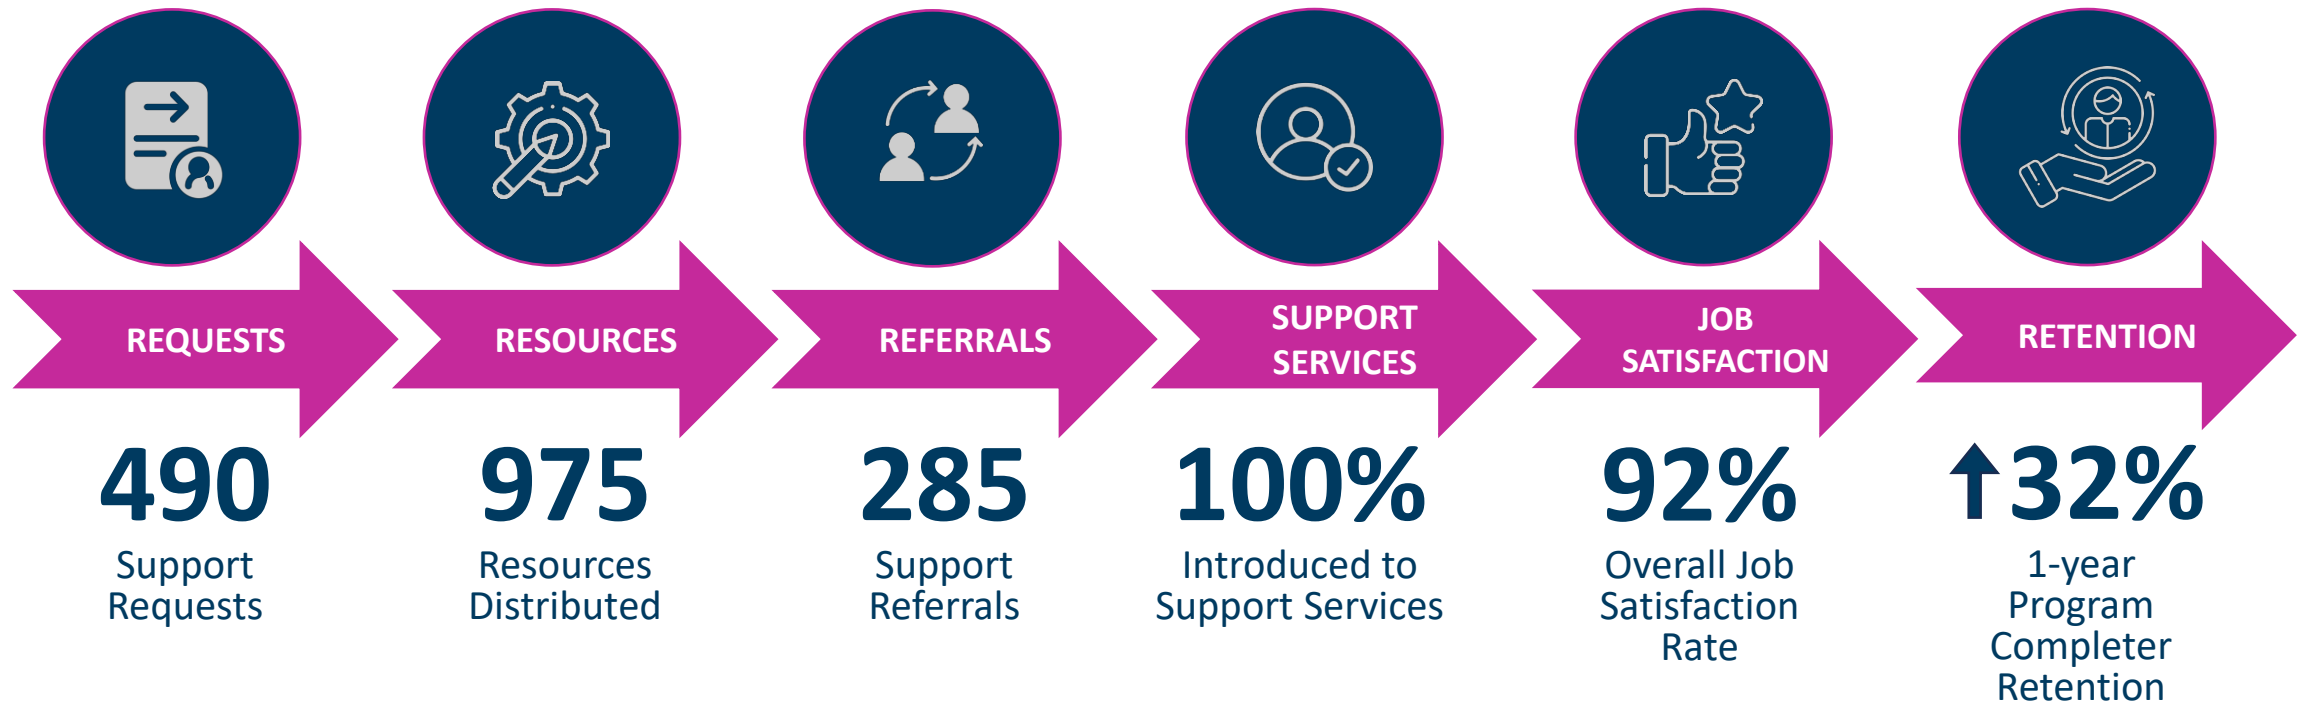 REQUESTS
490
Support
Requests
RESOURCES
975
Resources
Distributed
REFERRALS
285
Support
Referrals
SUPPORT
SERVICES
100%
Introduced to
Support Services
JOB
SATISFACTION
92%
Overall Job
Satisfaction
Rate
RETENTION
32%
1-year
Program
Completer
Retention